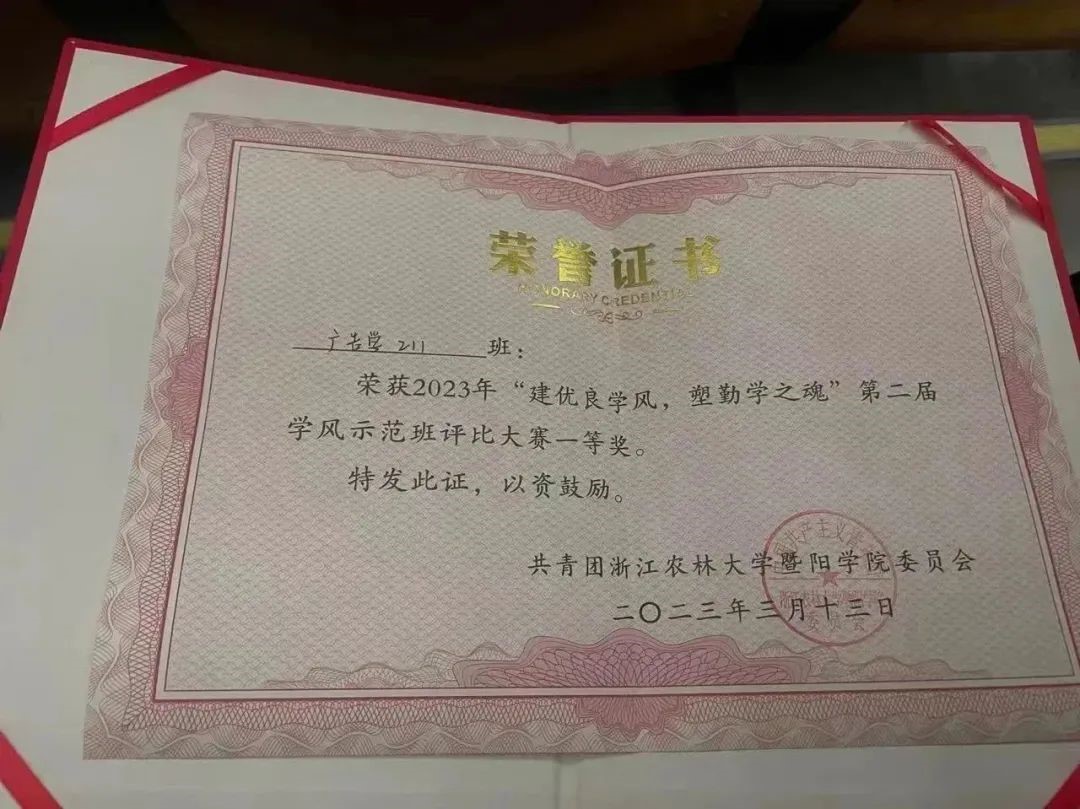 荣誉证书
HONORARY CREDENTIAL
广告学211 班：
荣获2023年“建优良学风，塑勤学之魂”第二届
学风示范班评比大赛一等奖。
特发此证，以资鼓励。
共青团浙江农林大学暨阳学院委员会
二〇二三年三月十三日